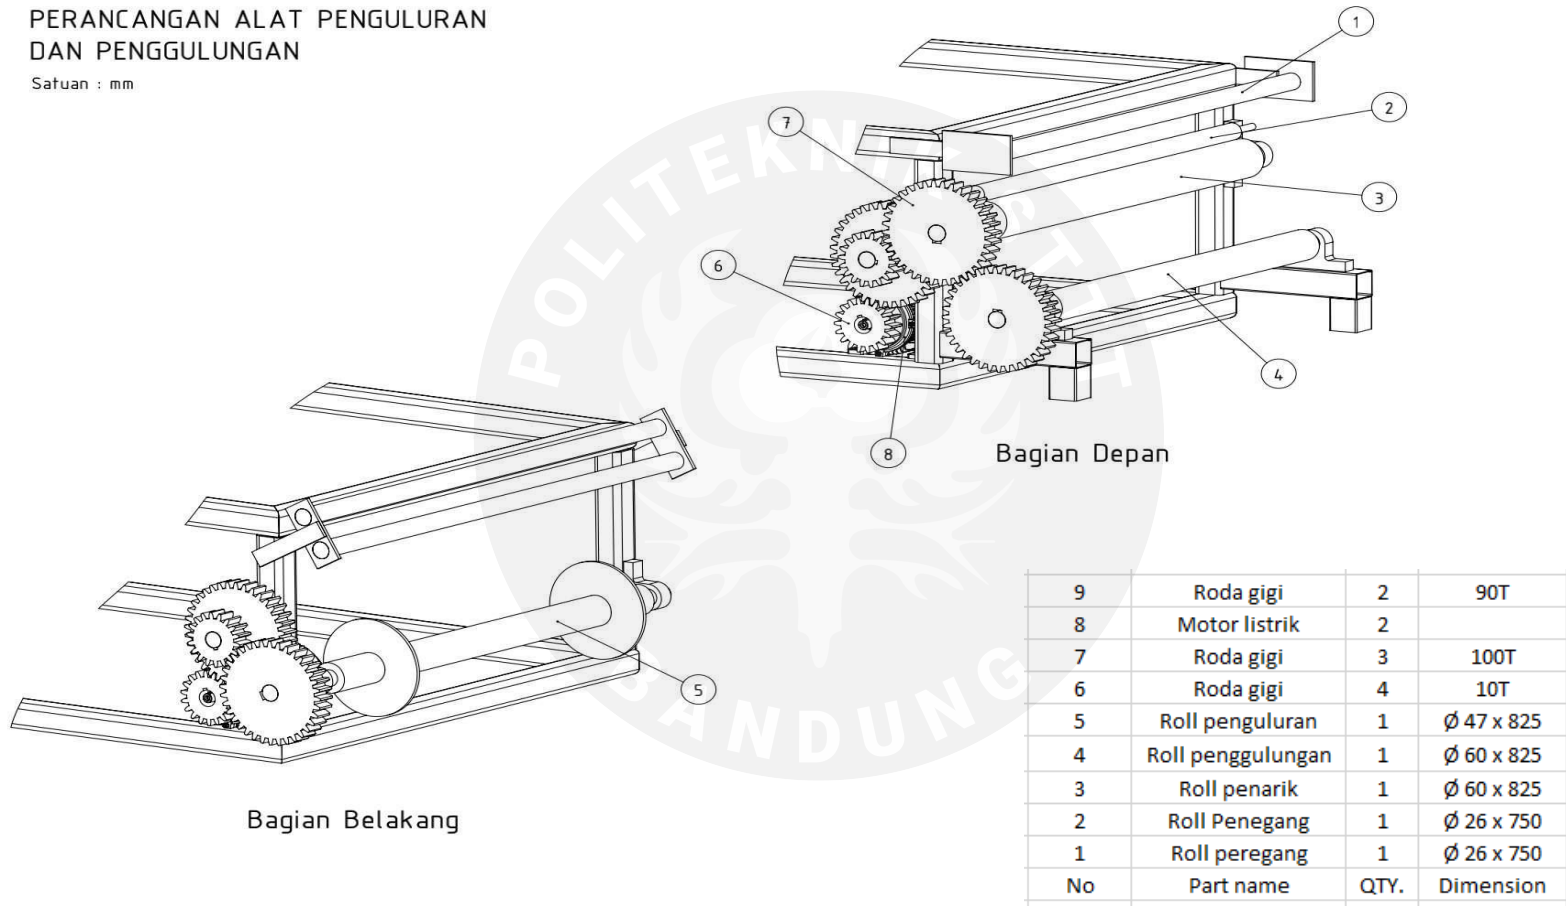 PERANCANGAN ALAT PENGULURAN
DAN PENGGULUNGAN
Satuan : mm
1
2
7
3
6
4
8
Bagian Depan
5
Bagian Belakang
9 Roda gigi 2 90T
8 Motor listrik 2
7 Roda gigi 3 100T
6 Roda gigi 4 10T
5 Roll penguluran 1 Ø 47 x 825
4 Roll penggulungan 1 Ø 60 x 825
3 Roll penarik 1 Ø 60 x 825
2 Roll Penegang 1 Ø 26 x 750
1 Roll peregang 1 Ø 26 x 750
No Part name QTY. Dimension
POLITEKNIK STTT
BANDUNG